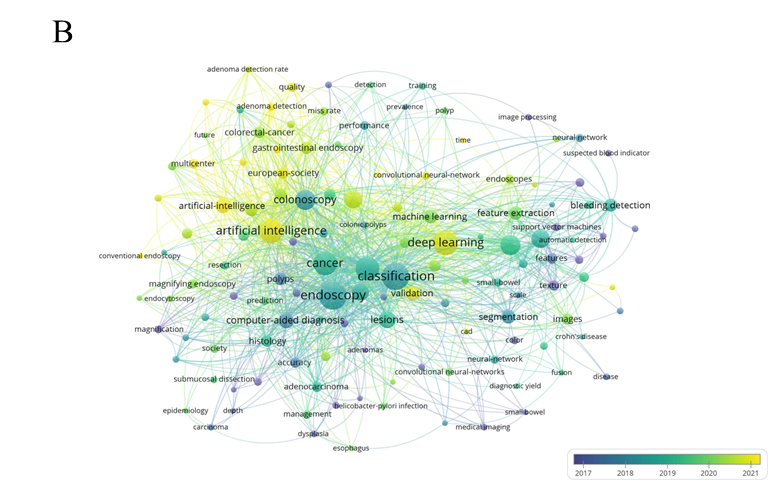 B
adenoma detection rate
quality
detection
training
adenoma detection
miss rate
prevalence
polyp
image processing
future
colorectal-cancer
performance
neural-network
gastrointestinal endoscopy
time
suspected blood indicator
multicenter
european-society
convolutional neural-network
endoscopes
colonoscopy
artificial-intelligence
bleeding detection
machine learning
feature extraction
colonic polyps
support vector machines
artificial intelligence
deep learning
automatic detection
conventional endoscopy
features
resection
cancer
classification
magnifying endoscopy
polyps
small-bowel
texture
endocytoscopy
prediction
endoscopy
validation
scale
computer-aided diagnosis
lesions
segmentation
images
magnification
cad
histology
color
crohn's disease
society
adenomas
accuracy
neural-network
submucosal dissection
convolutional neural-networks
fusion
disease
adenocarcinoma
diagnostic yield
epidemiology
depth
helicobacter-pylori infection
management
small-bowel
carcinoma
dysplasia
medical imaging
esophagus
2017 2018 2019 2020 2021